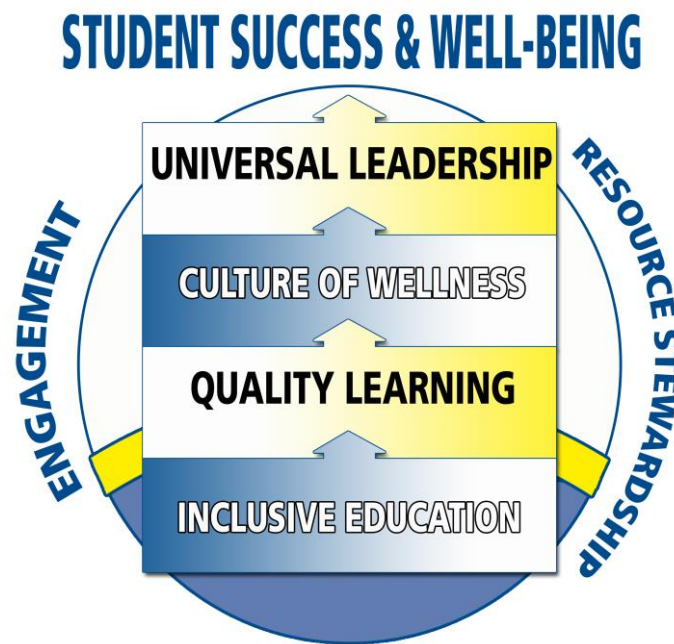 STUDENT SUCCESS & WELL-BEING
UNIVERSAL LEADERSHIP
CULTURE OF WELLNESS
QUALITY LEARNING
INCLUSIVE EDUCATION
ENGAGEMENT
RESOURCE STEWARDSHIP